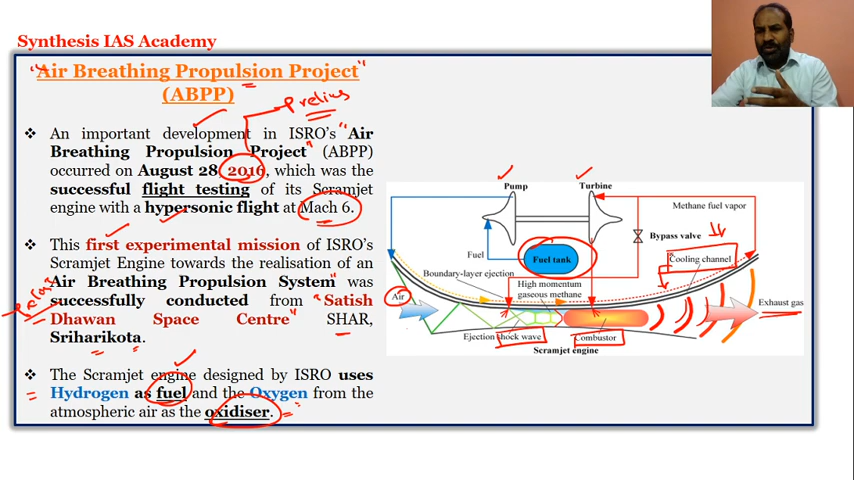 Synthesis IAS Academy
"Air Breathing Propulsion Project"
(ABPP)
Prelims
❖ An important development in ISRO's "Air
Breathing Propulsion Project" (ABPP)
occurred on August 28, 2016, which was the
successful flight testing of its Scramjet
engine with a hypersonic flight at Mach 6.
❖ This first experimental mission of ISRO's
Scramjet Engine towards the realisation of an
Air Breathing Propulsion System" was
successfully conducted from "Satish
Dhawan Space Centre" SHAR,
Sriharikota.
❖ The Scramjet engine designed by ISRO uses
Hydrogen as fuel and the Oxygen from the
atmospheric air as the oxidiser.
Pump
Turbine
Methane fuel vapor
Bypass valve
Fuel
Fuel tank
Cooling channel
Boundary-layer ejection
High momentum
gaseous methane
Air
Exhaust gas
Ejection shock wave
Combustor
Scramjet engine